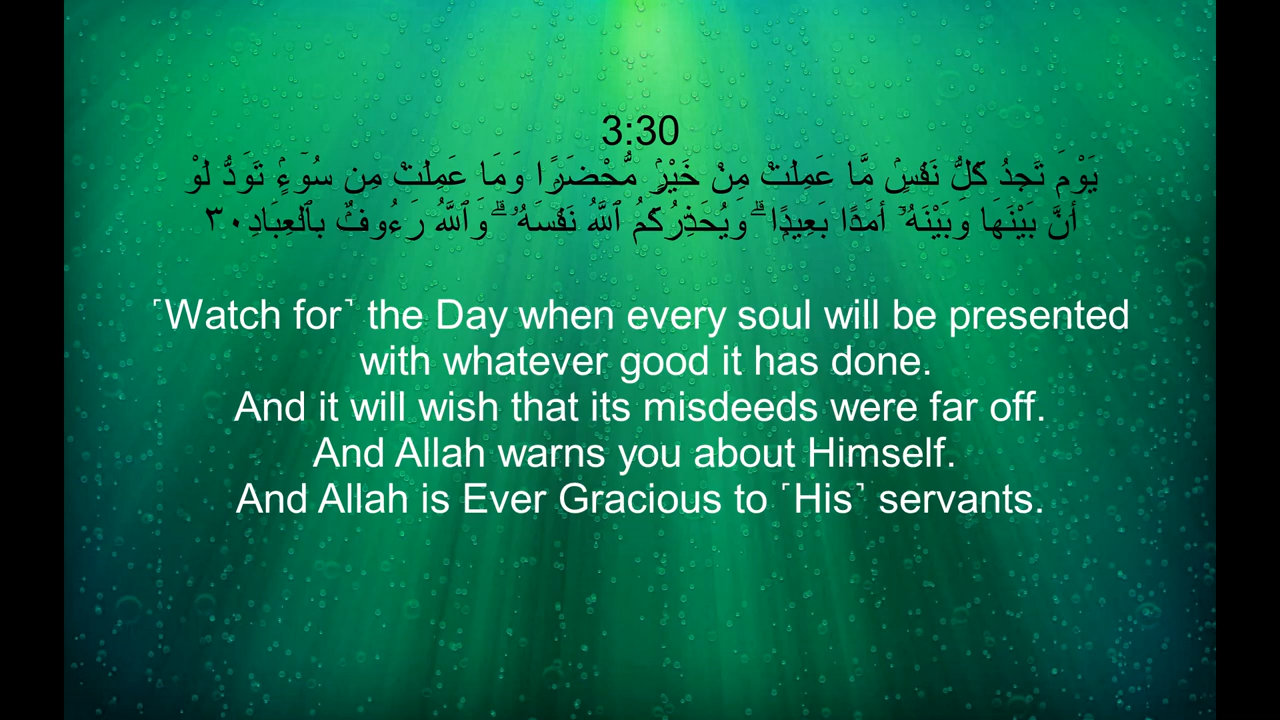 3:30
يَوْمَ تَجِدُ كُلُّ نَفْسٍۢ مَّا عَمِلَتْ مِنْ خَيْرٍۢ مُّحْضَرًۭا وَمَا عَمِلَتْ مِن سُوٓءٍۢ تَوَدُّ لَوْ
أَنَّ بَيْنَهَا وَبَيْنَهُۥٓ أَمَدًۢا بَعِيدًۭا ۗ وَيُحَذِّرُكُمُ ٱللَّهُ نَفْسَهُۥ ۗ وَٱللَّهُ رَءُوفٌۢ بِٱلْعِبَادِ ٣٠
˹Watch for˺ the Day when every soul will be presented
with whatever good it has done.
And it will wish that its misdeeds were far off.
And Allah warns you about Himself.
And Allah is Ever Gracious to ˹His˺ servants.